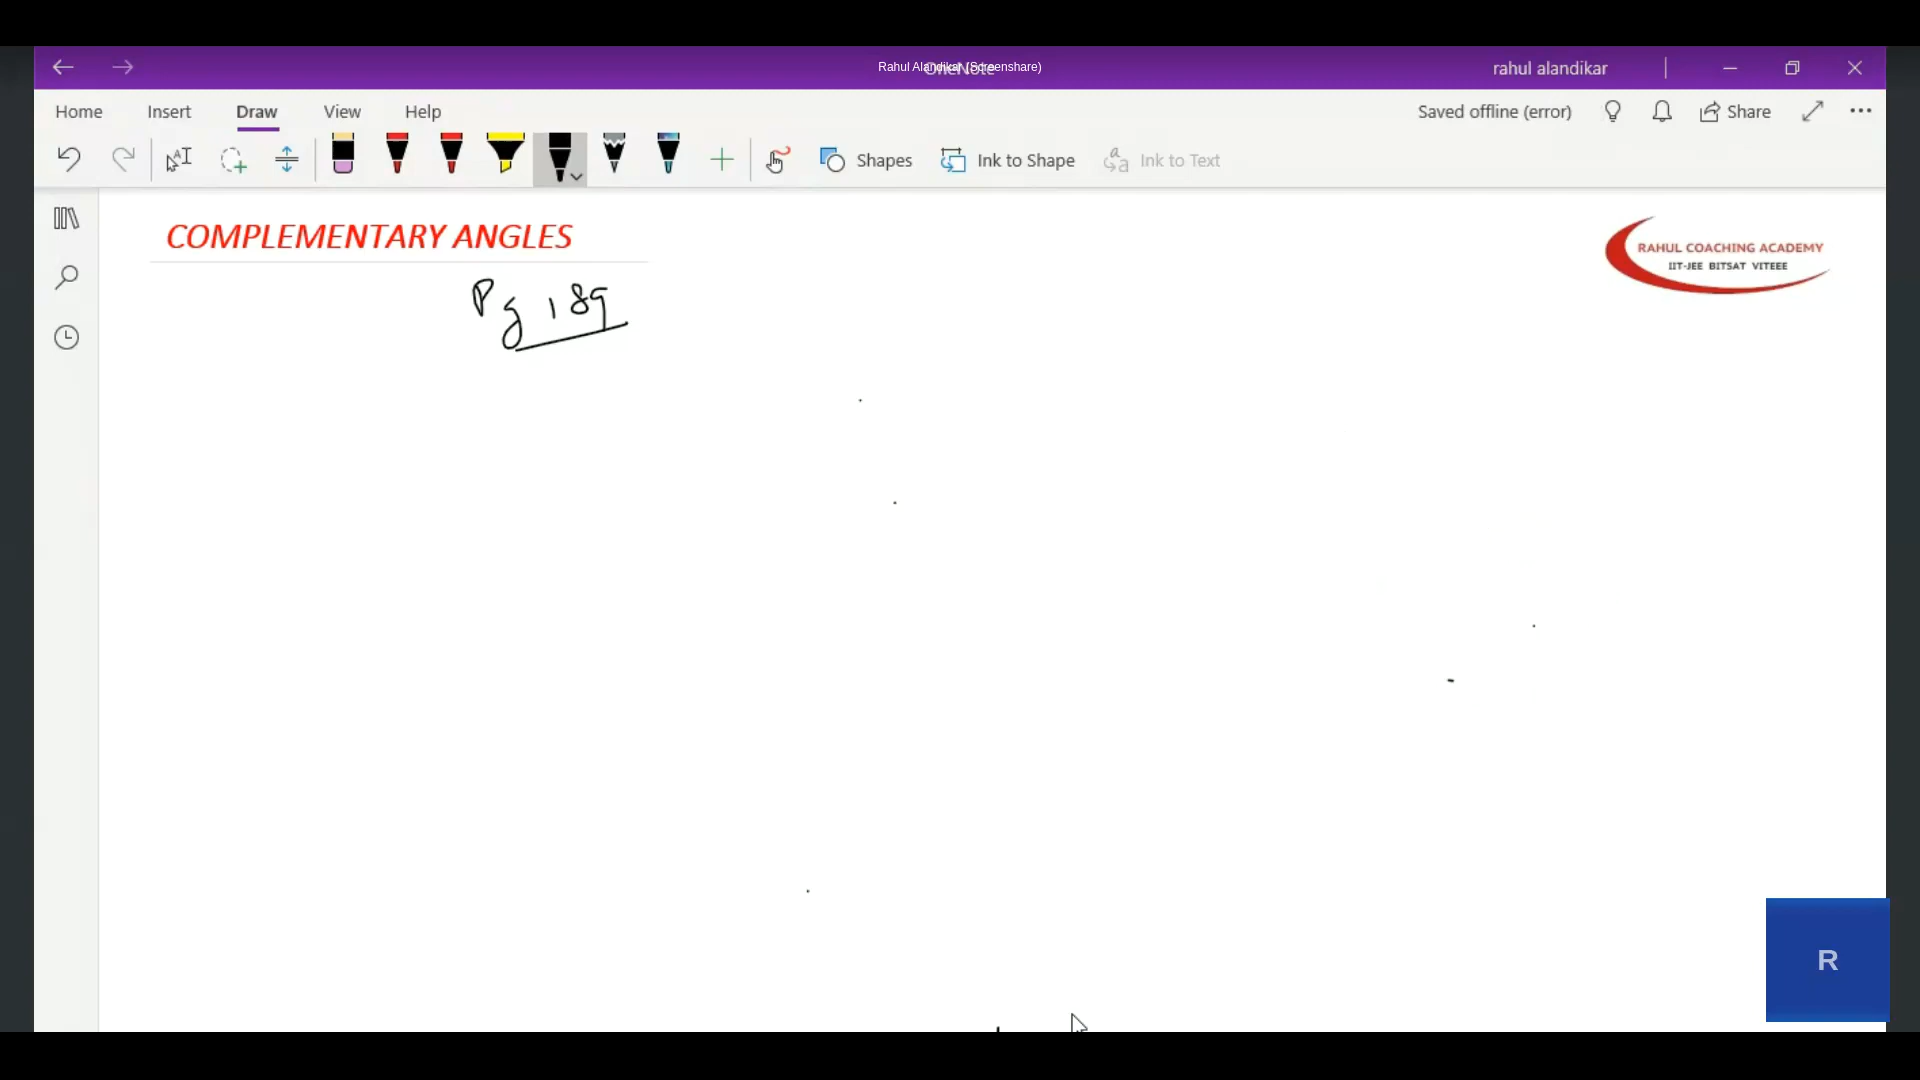 Rahul Alandikar (Screenshare)
rahul alandikar
Home Insert Draw View Help
Saved offline (error) Share
Shapes Ink to Shape Ink to Text
COMPLEMENTARY ANGLES
RAHUL COACHING ACADEMY
IIT-JEE BITSAT VITEEE
Pg 189
R